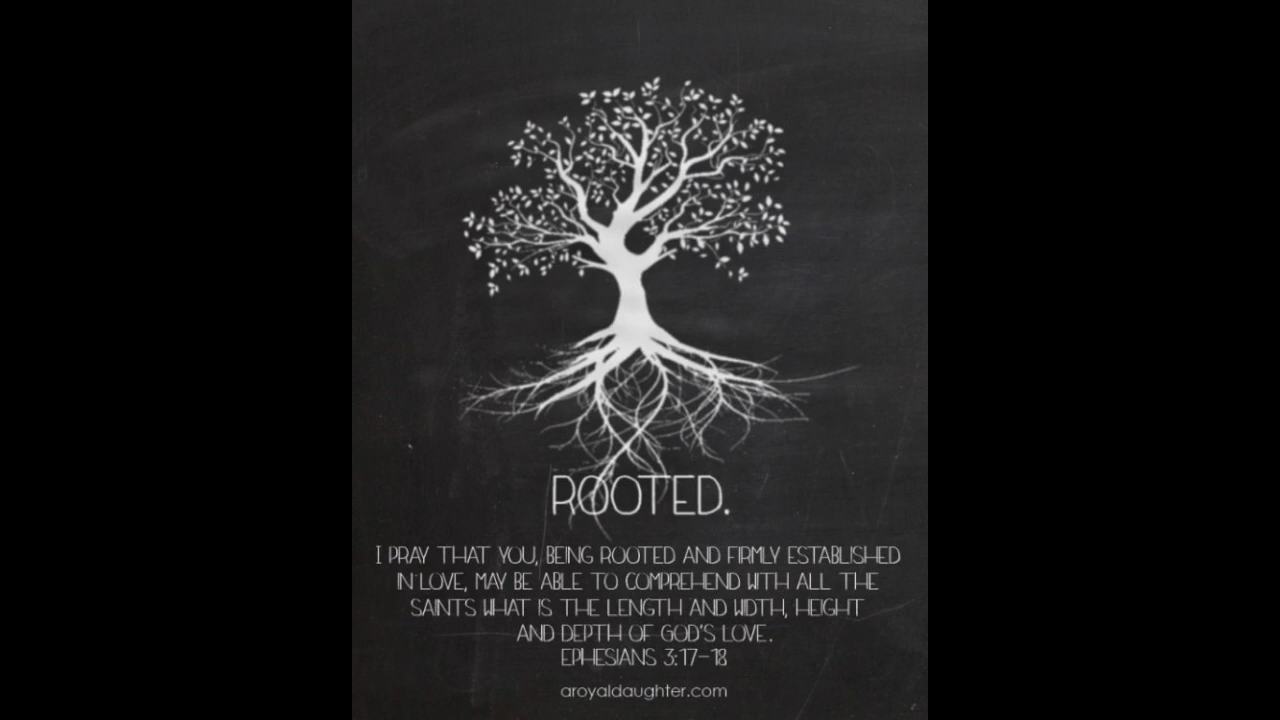 ROOTED.
I PRAY THAT YOU, BEING ROOTED AND FIRMLY ESTABLISHED
IN LOVE, MAY BE ABLE TO COMPREHEND WITH ALL THE
SAINTS WHAT IS THE LENGTH AND WIDTH, HEIGHT
AND DEPTH OF GOD'S LOVE.
EPHESIANS 3:17-18
aroyaldaughter.com